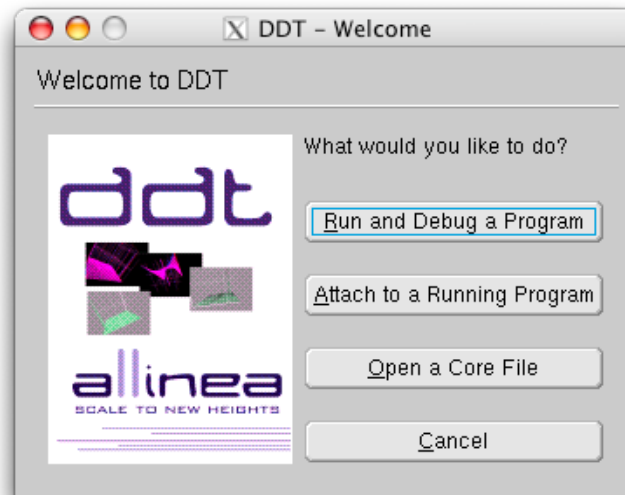 DDT - Welcome
Welcome to DDT
What would you like to do?
ddt
Run and Debug a Program
Attach to a Running Program
Open a Core File
allinea
SCALE TO NEW HEIGHTS
Cancel